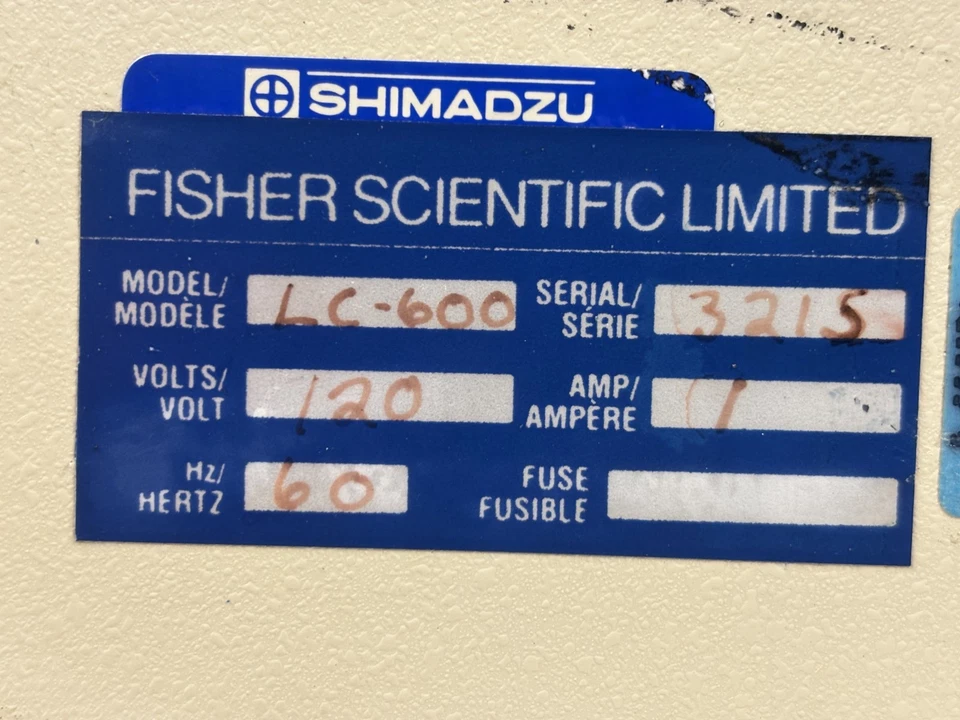 SHIMADZU
FISHER SCIENTIFIC LIMITED
MODEL/
MODÈLE
LC-600
SERIAL/
SÉRIE
3215
VOLTS/
VOLT
120
AMP/
AMPÈRE
1
HZ/
HERTZ
60
FUSE
FUSIBLE